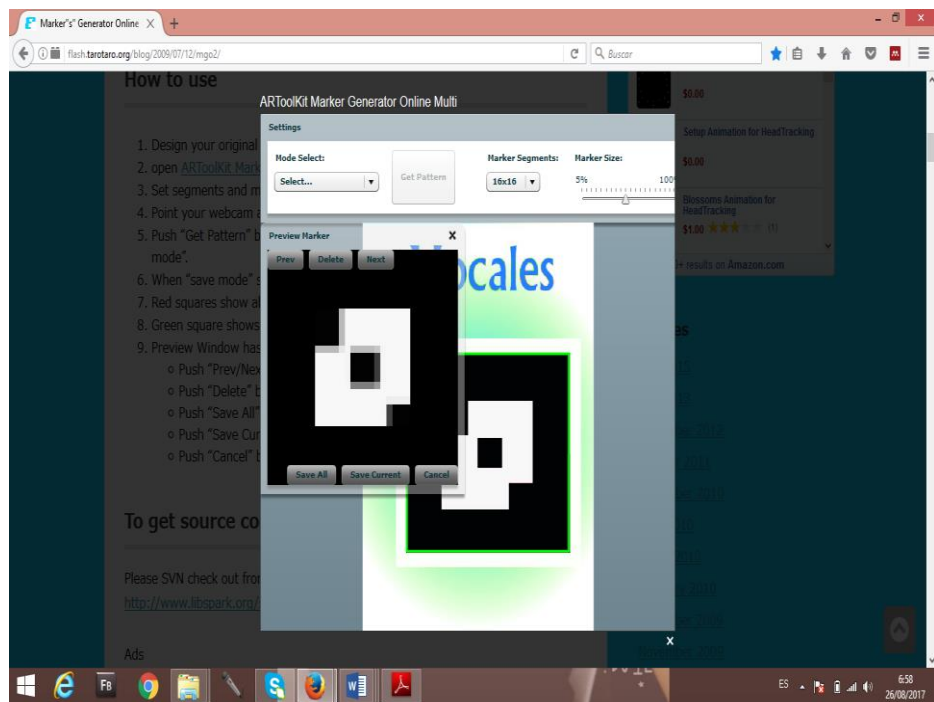 Marker"s" Generator Online
flash.tarotaro.org/blog/2009/07/12/mgo2/
Buscar
How to use
1. Design your original
2. open ARToolKit Mark
3. Set segments and m
4. Point your webcam a
5. Push "Get Pattern" b
mode".
6. When "save mode" s
7. Red squares show al
8. Green square shows
9. Preview Window has
Push "Prev/Nex
Push "Delete" b
Push "Save All"
Push "Save Cur
Push "Cancel" b
To get source co
Please SVN check out from
http://www.libspark.org/
Ads
ARToolKit Marker Generator Online Multi
Settings
Mode Select:
Select...
Get Pattern
Marker Segments:
16x16
Marker Size:
5% 100%
Preview Marker x
Prev Delete Next
Save All Save Current Cancel
Vocales
x
$0.00
Setup Animation for HeadTracking
$0.00
Blossoms Animation for
HeadTracking
$1.00 (1)
results on Amazon.com
FB
ES
6:58
26/08/2017